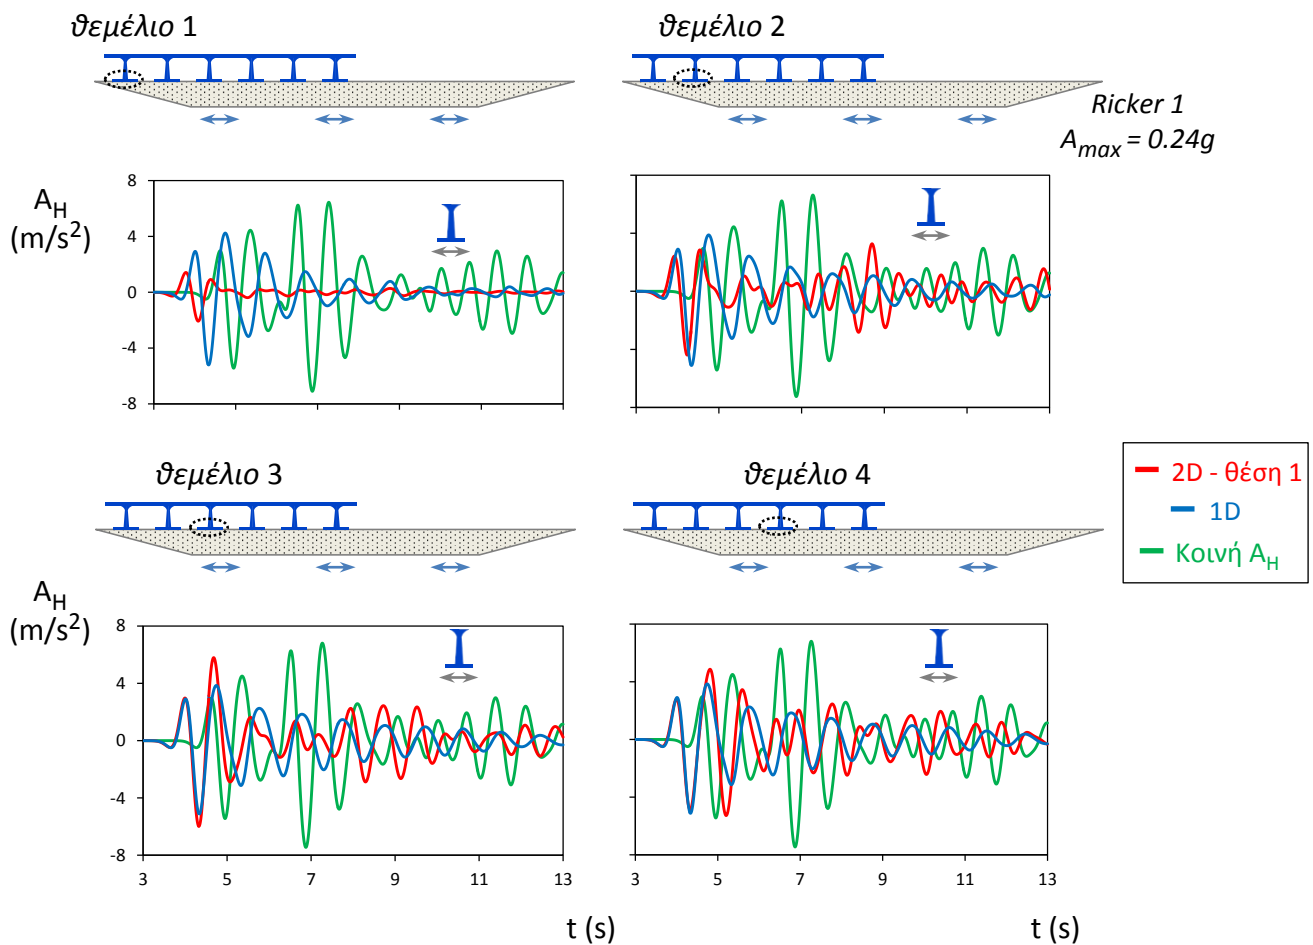 θεμέλιο 1
θεμέλιο 2
Ricker 1
Amax = 0.24g
AH
(m/s2)
8
4
0
-4
-8
2D - θέση 1
1D
Κοινή AH
θεμέλιο 3
θεμέλιο 4
AH
(m/s2)
8
4
0
-4
-8
3 5 7 9 11 13
3 5 7 9 11 13
t (s)
t (s)